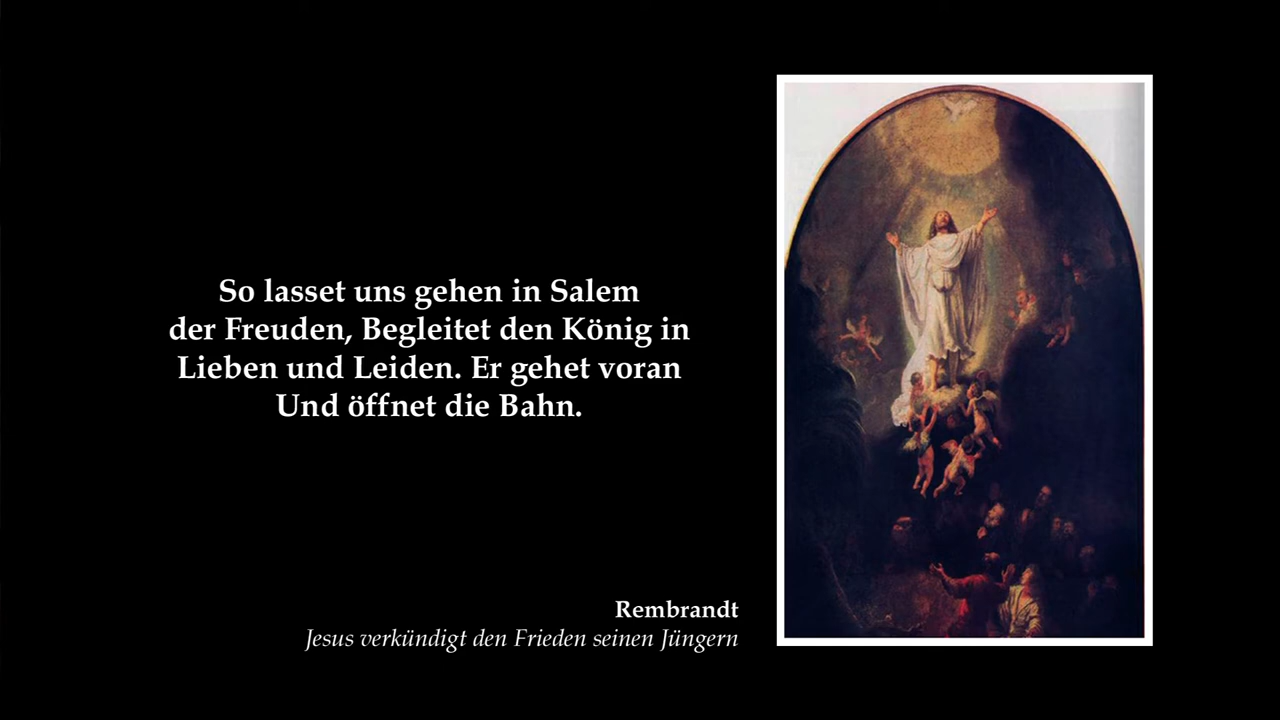 So lasset uns gehen in Salem
der Freuden, Begleitet den König in
Lieben und Leiden. Er gehet voran
Und öffnet die Bahn.
Rembrandt
Jesus verkündigt den Frieden seinen Jüngern